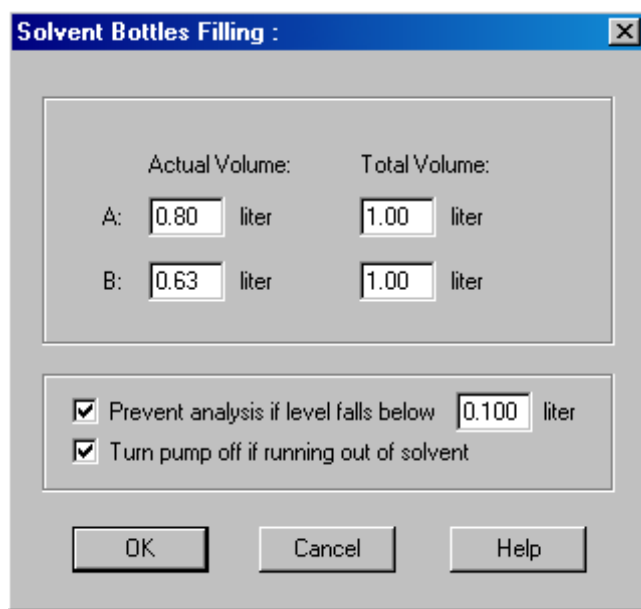 Solvent Bottles Filling :
Actual Volume: Total Volume:
A: 0.80 liter 1.00 liter
B: 0.63 liter 1.00 liter
Prevent analysis if level falls below 0.100 liter
Turn pump off if running out of solvent
OK Cancel Help